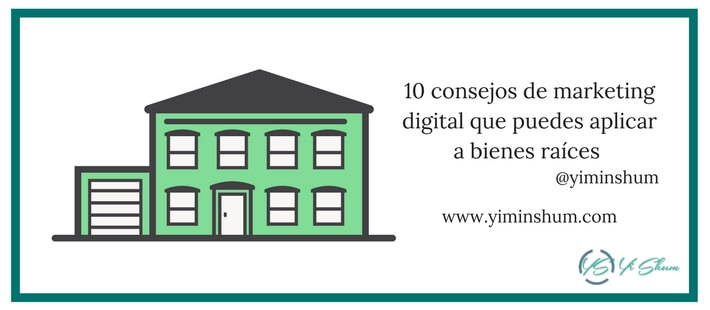 10 consejos de marketing
digital que puedes aplicar
a bienes raíces
@yiminshum
www.yiminshum.com
YS Yi Shum